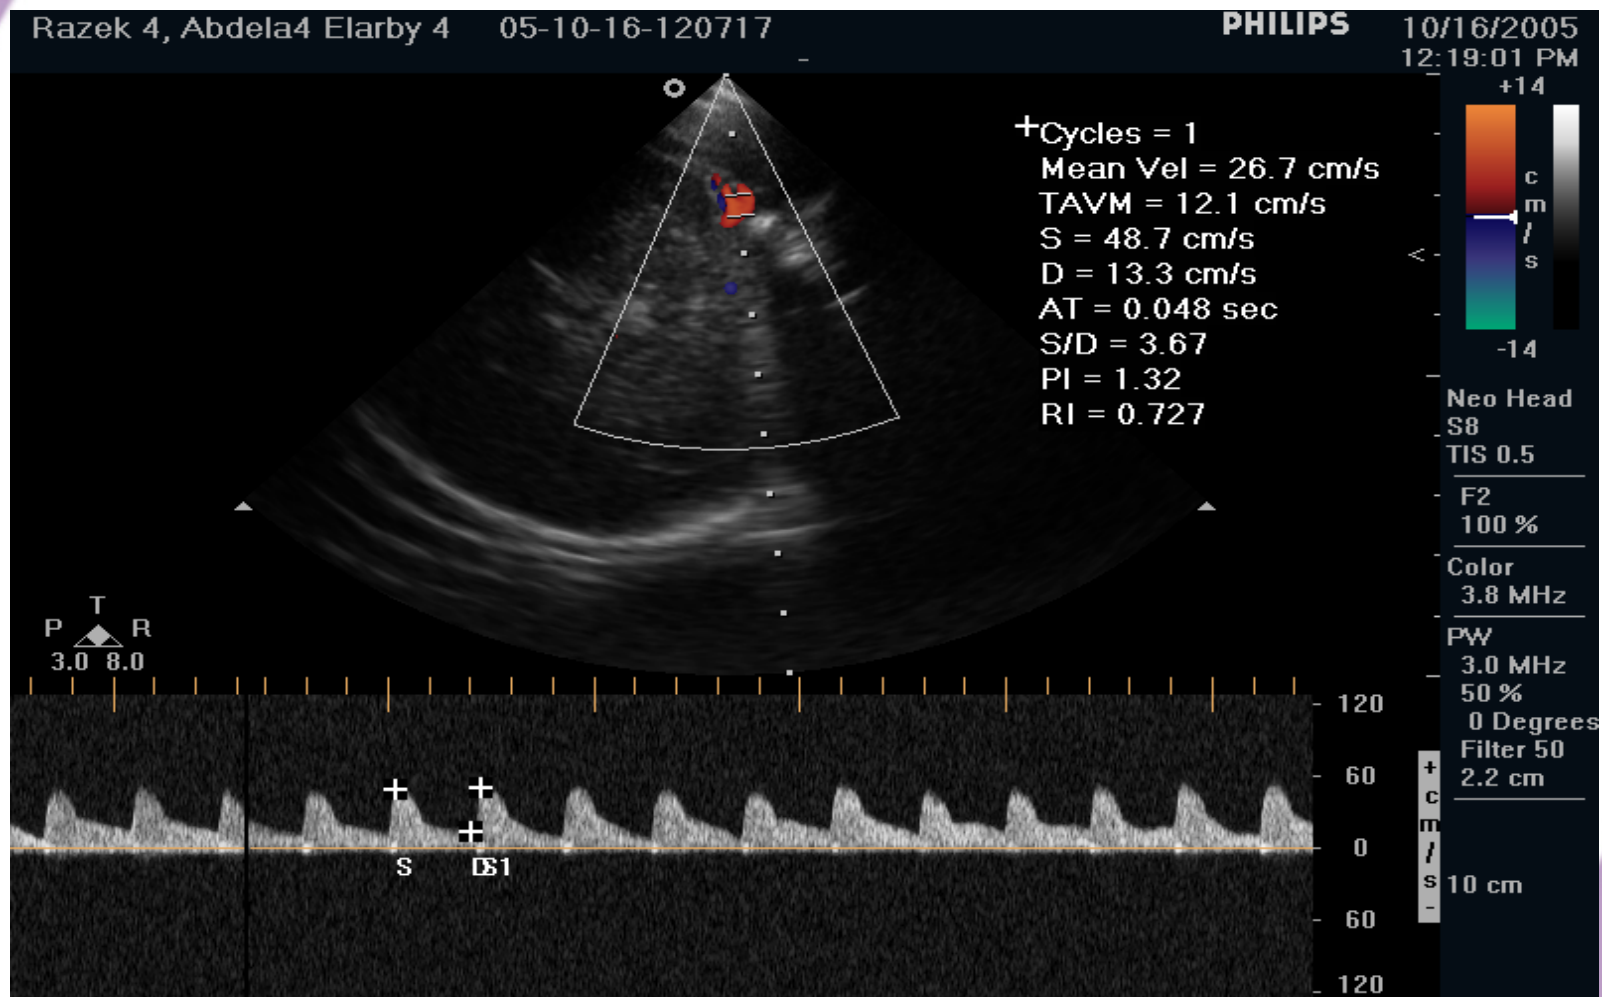 Razek 4, Abdela4 Elarby 4 05-10-16-120717
PHILIPS
10/16/2005
12:19:01 PM
+14
c
m
/
s
-14
+Cycles = 1
Mean Vel = 26.7 cm/s
TAVM = 12.1 cm/s
S = 48.7 cm/s
D = 13.3 cm/s
AT = 0.048 sec
S/D = 3.67
PI = 1.32
RI = 0.727
<
Neo Head
S8
TIS 0.5
F2
100 %
Color
3.8 MHz
PW
3.0 MHz
50 %
0 Degrees
Filter 50
2.2 cm
10 cm
T
P R
3.0 8.0
- 120
- 60
- 0
- 60
- 120
+
c
m
/
s
-
S
D
S1